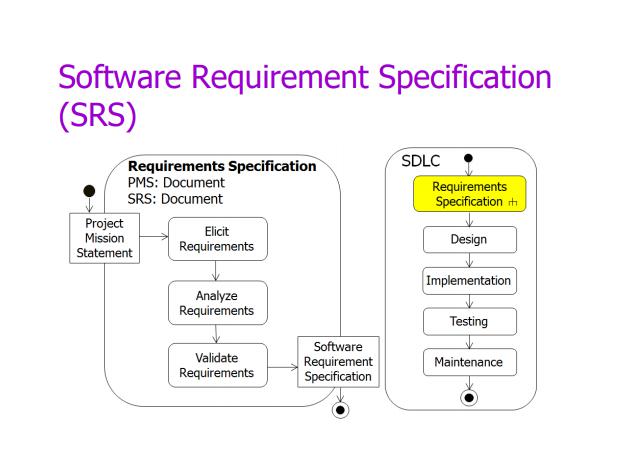 Software Requirement Specification
(SRS)
Requirements Specification
PMS: Document
SRS: Document
Project
Mission
Statement
Elicit
Requirements
Analyze
Requirements
Validate
Requirements
Software
Requirement
Specification
SDLC
Requirements
Specification
Design
Implementation
Testing
Maintenance